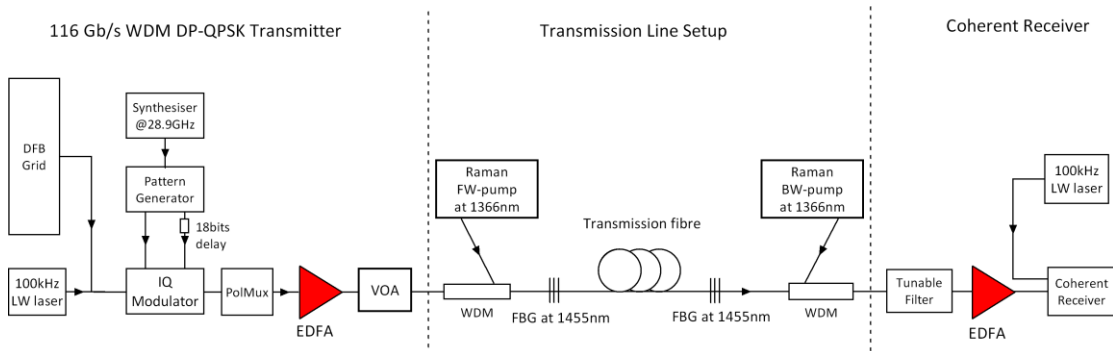 116 Gb/s WDM DP-QPSK Transmitter
Transmission Line Setup
Coherent Receiver
DFB
Grid
Synthesiser
@28.9GHz
Pattern
Generator
18bits
delay
100kHz
LW laser
IQ
Modulator
PolMux
EDFA
VOA
Raman
FW-pump
at 1366nm
WDM
FBG at 1455nm
Transmission fibre
FBG at 1455nm
Raman
BW-pump
at 1366nm
WDM
Tunable
Filter
EDFA
100kHz
LW laser
Coherent
Receiver